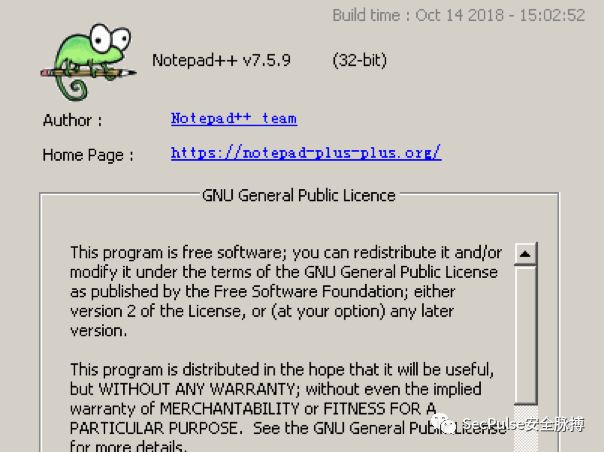 Build time : Oct 14 2018 - 15:02:52
Notepad++ v7.5.9 (32-bit)
Author : Notepad++ team
Home Page : https://notepad-plus-plus.org/
GNU General Public Licence
This program is free software; you can redistribute it and/or
modify it under the terms of the GNU General Public License
as published by the Free Software Foundation; either
version 2 of the License, or (at your option) any later
version.
This program is distributed in the hope that it will be useful,
but WITHOUT ANY WARRANTY; without even the implied
warranty of MERCHANTABILITY or FITNESS FOR A
PARTICULAR PURPOSE. See the GNU General Public License
for more details.
SecPulse安全脉搏